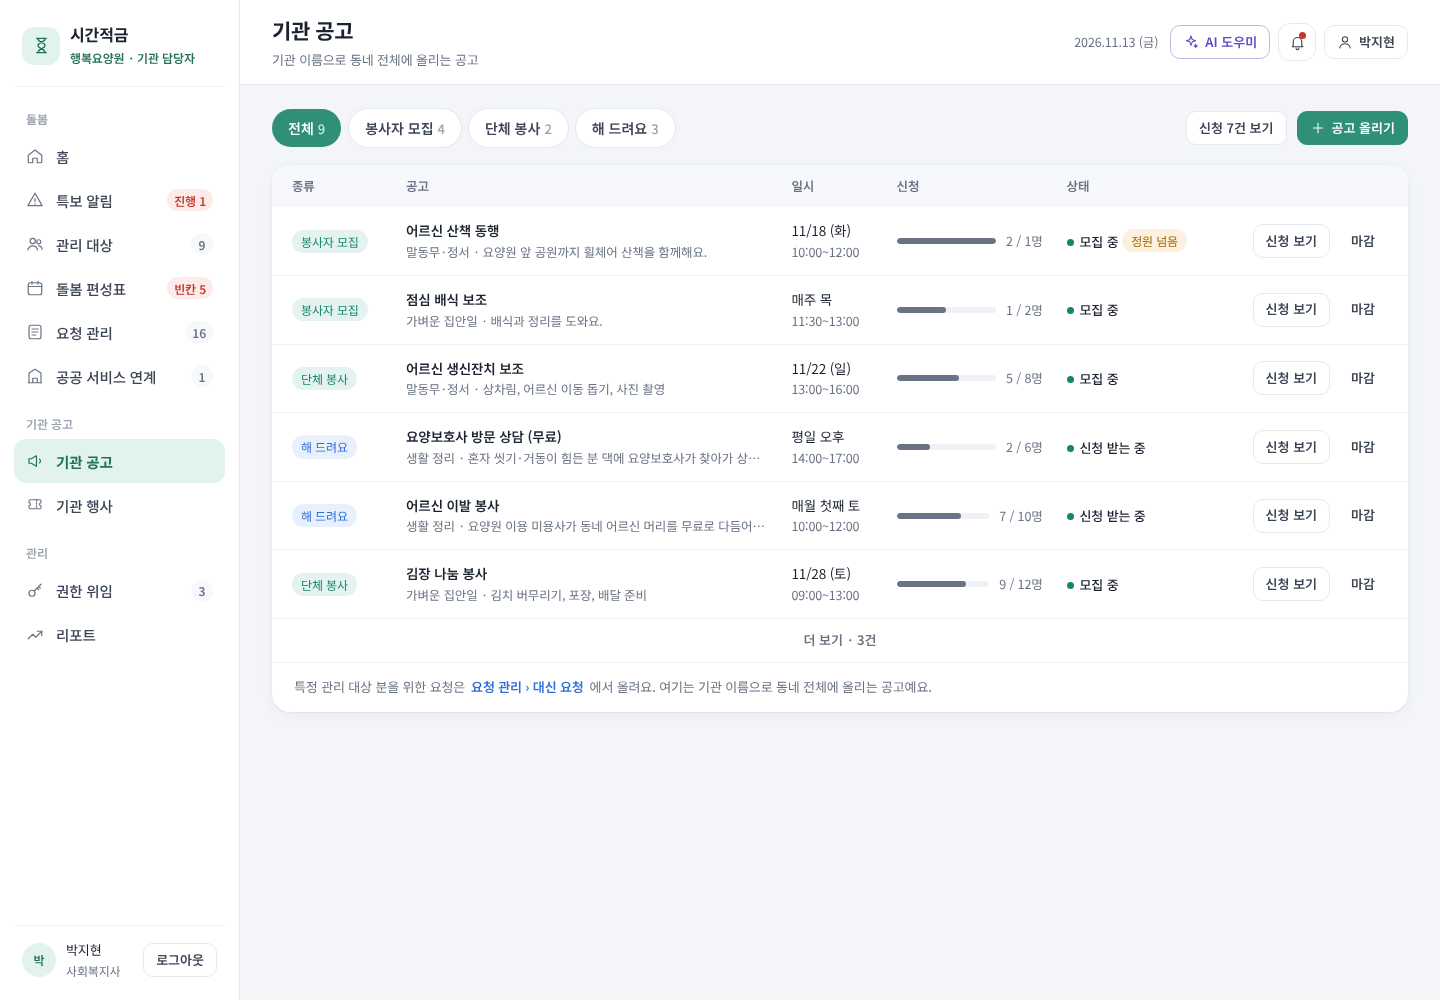 시간적금
행복요양원 · 기관 담당자
돌봄
홈
특보 알림 진행 1
관리 대상 9
돌봄 편성표 빈칸 5
요청 관리 16
공공 서비스 연계 1
기관 공고
기관 공고
기관 행사
관리
권한 위임 3
리포트
박 박지현
사회복지사
로그아웃
기관 공고
기관 이름으로 동네 전체에 올리는 공고
2026.11.13 (금) AI 도우미 박지현
전체 9 봉사자 모집 4 단체 봉사 2 해 드려요 3 신청 7건 보기 + 공고 올리기
종류 공고 일시 신청 상태
봉사자 모집 어르신 산책 동행 11/18 (화) 2 / 1명 모집 중 정원 넘음 신청 보기 마감
말동무·정서 · 요양원 앞 공원까지 휠체어 산책을 함께해요. 10:00~12:00
봉사자 모집 점심 배식 보조 매주 목 1 / 2명 모집 중 신청 보기 마감
가벼운 집안일 · 배식과 정리를 도와요. 11:30~13:00
단체 봉사 어르신 생신잔치 보조 11/22 (일) 5 / 8명 모집 중 신청 보기 마감
말동무·정서 · 상차림, 어르신 이동 돕기, 사진 촬영 13:00~16:00
해 드려요 요양보호사 방문 상담 (무료) 평일 오후 2 / 6명 신청 받는 중 신청 보기 마감
생활 정리 · 혼자 씻기·거동이 힘든 분 댁에 요양보호사가 찾아가 상… 14:00~17:00
해 드려요 어르신 이발 봉사 매월 첫째 토 7 / 10명 신청 받는 중 신청 보기 마감
생활 정리 · 요양원 이용 미용사가 동네 어르신 머리를 무료로 다듬어… 10:00~12:00
단체 봉사 김장 나눔 봉사 11/28 (토) 9 / 12명 모집 중 신청 보기 마감
가벼운 집안일 · 김치 버무리기, 포장, 배달 준비 09:00~13:00
더 보기 · 3건
특정 관리 대상 분을 위한 요청은 요청 관리 › 대신 요청 에서 올려요. 여기는 기관 이름으로 동네 전체에 올리는 공고예요.